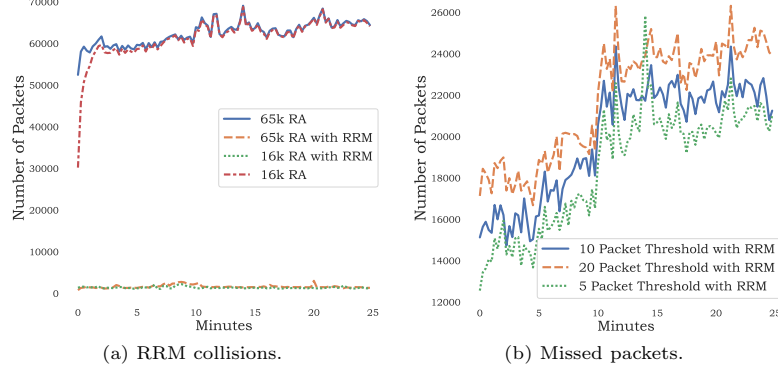 70000
60000
50000
40000
30000
20000
10000
0
Number of Packets
65k RA
65k RA with RRM
16k RA with RRM
16k RA
0 5 10 15 20 25
Minutes
(a) RRM collisions.
26000
24000
22000
20000
18000
16000
14000
12000
Number of Packets
10 Packet Threshold with RRM
20 Packet Threshold with RRM
5 Packet Threshold with RRM
0 5 10 15 20 25
Minutes
(b) Missed packets.